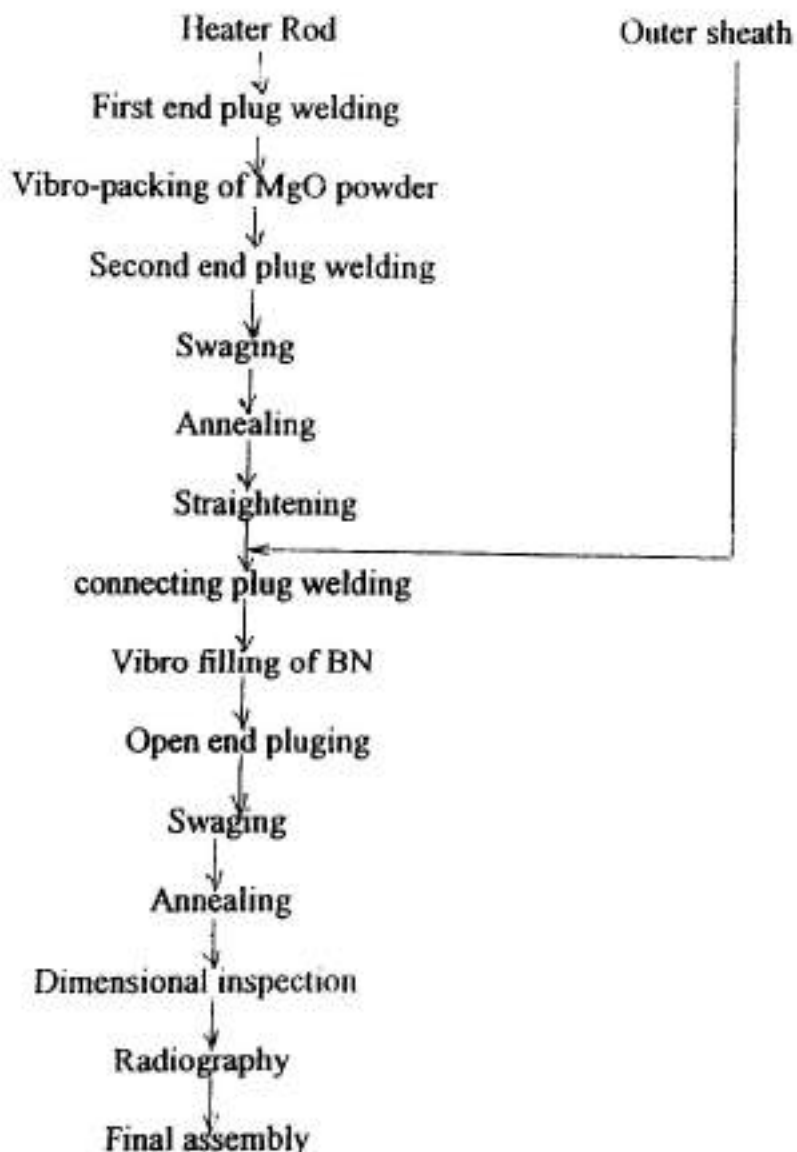 Heater Rod
Outer sheath
First end plug welding
Vibro-packing of MgO powder
Second end plug welding
Swaging
Annealing
Straightening
connecting plug welding
Vibro filling of BN
Open end pluging
Swaging
Annealing
Dimensional inspection
Radiography
Final assembly